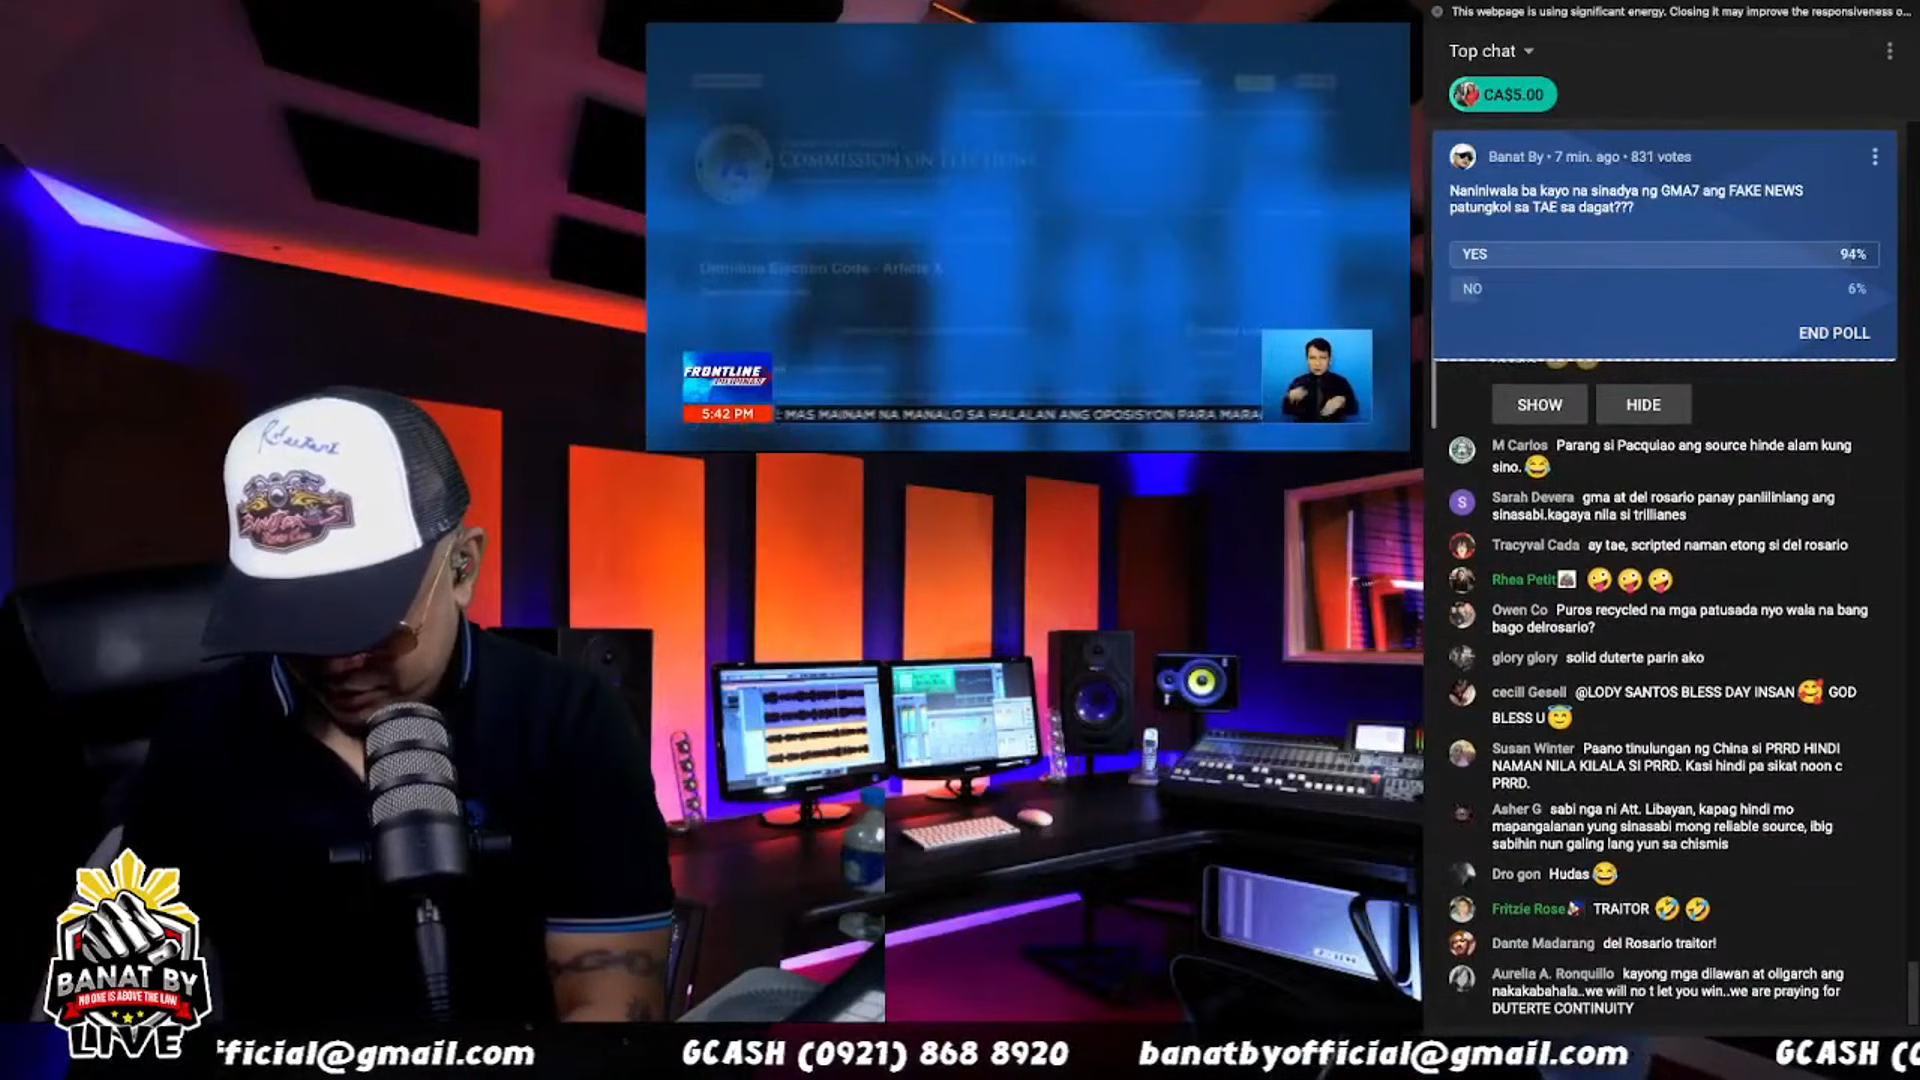 This webpage is using significant energy. Closing it may improve the responsiveness o...
Top chat
CA$5.00
Banat By • 7 min. ago • 831 votes
Naniniwala ba kayo na sinadya ng GMA7 ang FAKE NEWS
patungkol sa TAE sa dagat???
YES 94%
NO 6%
END POLL
SHOW HIDE
M Carlos Parang si Pacquiao ang source hinde alam kung
sino. 😂
Sarah Devera gma at del rosario panay panlilinlang ang
sinasabi.kagaya nila si trillianes
Tracyval Cada ay tae, scripted naman etong si del rosario
Rhea Petit 🤪 🤪 🤪
Owen Co Puros recycled na mga patusada nyo wala na bang
bago delrosario?
glory glory solid duterte parin ako
cecill Gesell @LODY SANTOS BLESS DAY INSAN 🥰 GOD
BLESS U 😇
Susan Winter Paano tinulungan ng China si PRRD HINDI
NAMAN NILA KILALA SI PRRD. Kasi hindi pa sikat noon c
PRRD.
Asher G sabi nga ni Att. Libayan, kapag hindi mo
mapangalanan yung sinasabi mong reliable source, ibig
sabihin nun galing lang yun sa chismis
Dro gon Hudas 😂
Fritzie Rose TRAITOR 🤣 🤣
Dante Madarang del Rosario traitor!
Aurelia A. Ronquillo kayong mga dilawan at oligarch ang
nakakabahala..we will no t let you win..we are praying for
DUTERTE CONTINUITY
COMMISSION ON ELECTIONS
Omnibus Election Code - Article X
FRONTLINE
PILIPINAS
5:42 PM
: MAS MAINAM NA MANALO SA HALALAN ANG OPOSISYON PARA MARA
S
BANAT BY
NO ONE IS ABOVE THE LAW
LIVE
fficial@gmail.com GCASH (0921) 868 8920 banatbyofficial@gmail.com GCASH (0